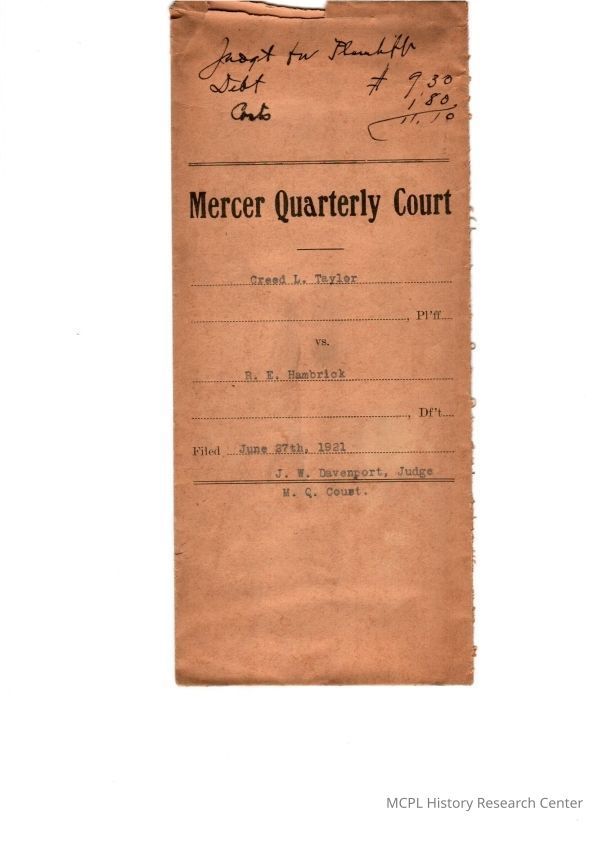 Judgt for Plaintiff
Debt $ 9.30
Costs 1.80
11.10
Mercer Quarterly Court
Creed L. Taylor
, Pl'ff
vs.
R. E. Hambrick
, Df't
Filed June 27th, 1921
J. W. Davenport, Judge
M. Q. Court.
MCPL History Research Center